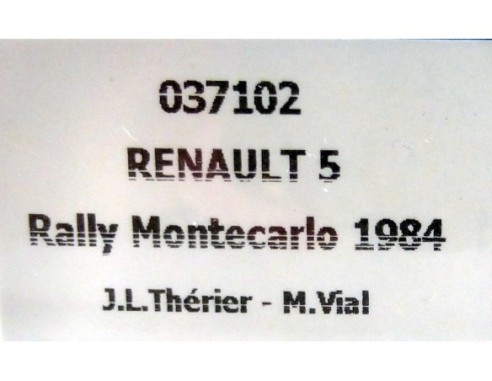 037102
RENAULT 5
Rally Montecarlo 1984
J.L.Thérier - M.Vial